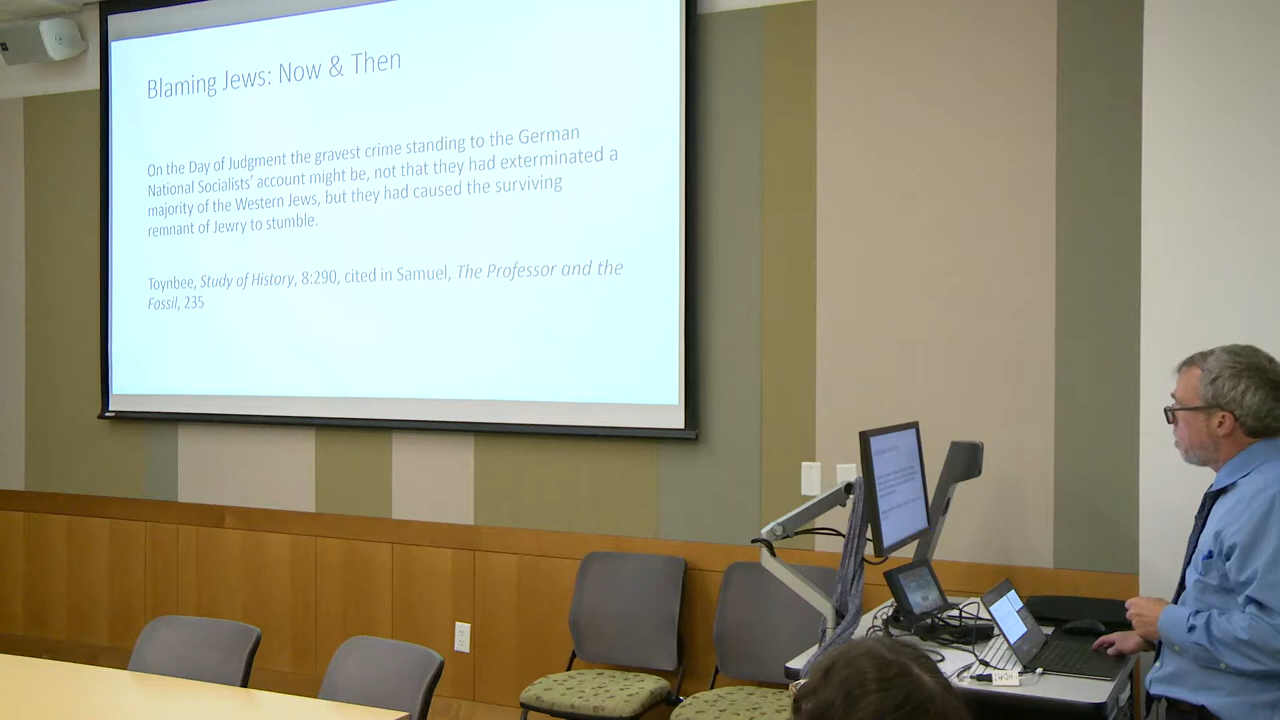 Blaming Jews: Now & Then
On the Day of Judgment the gravest crime standing to the German
National Socialists' account might be, not that they had exterminated a
majority of the Western Jews, but they had caused the surviving
remnant of Jewry to stumble.
Toynbee, Study of History, 8:290, cited in Samuel, The Professor and the
Fossil, 235